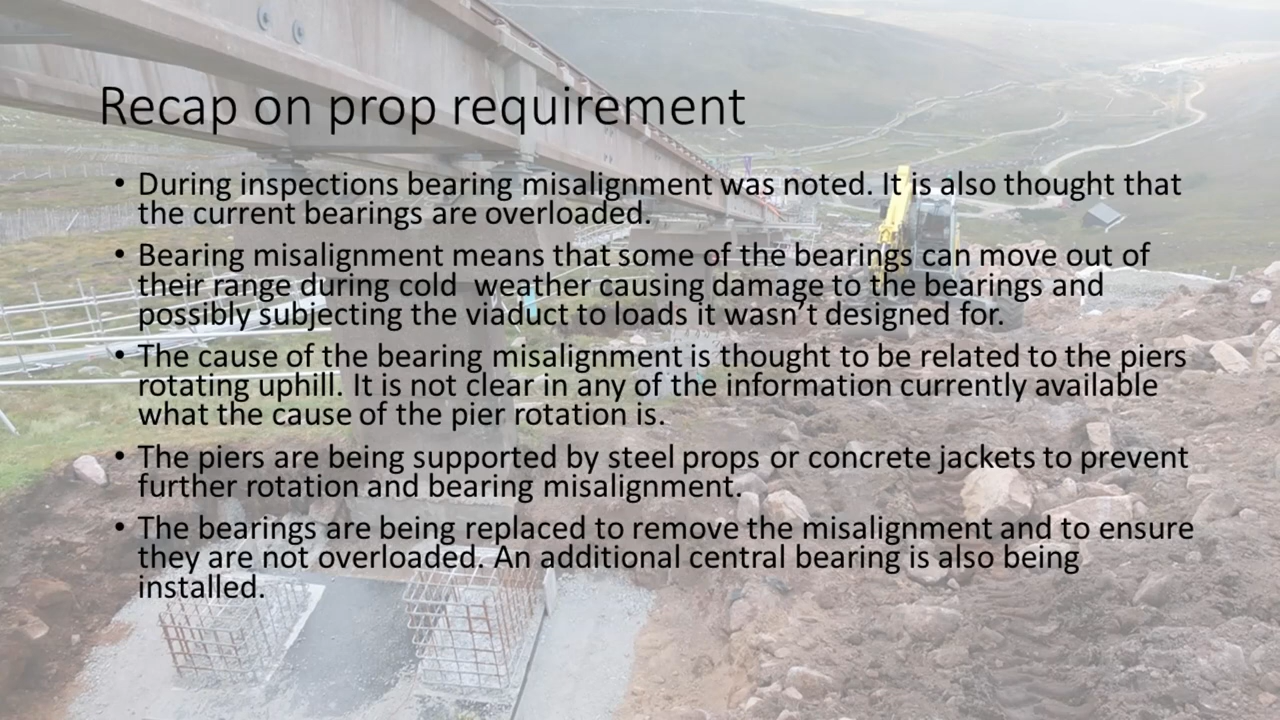 Recap on prop requirement
• During inspections bearing misalignment was noted. It is also thought that
the current bearings are overloaded.
• Bearing misalignment means that some of the bearings can move out of
their range during cold  weather causing damage to the bearings and
possibly subjecting the viaduct to loads it wasn’t designed for.
• The cause of the bearing misalignment is thought to be related to the piers
rotating uphill. It is not clear in any of the information currently available
what the cause of the pier rotation is.
• The piers are being supported by steel props or concrete jackets to prevent
further rotation and bearing misalignment.
• The bearings are being replaced to remove the misalignment and to ensure
they are not overloaded. An additional central bearing is also being
installed.